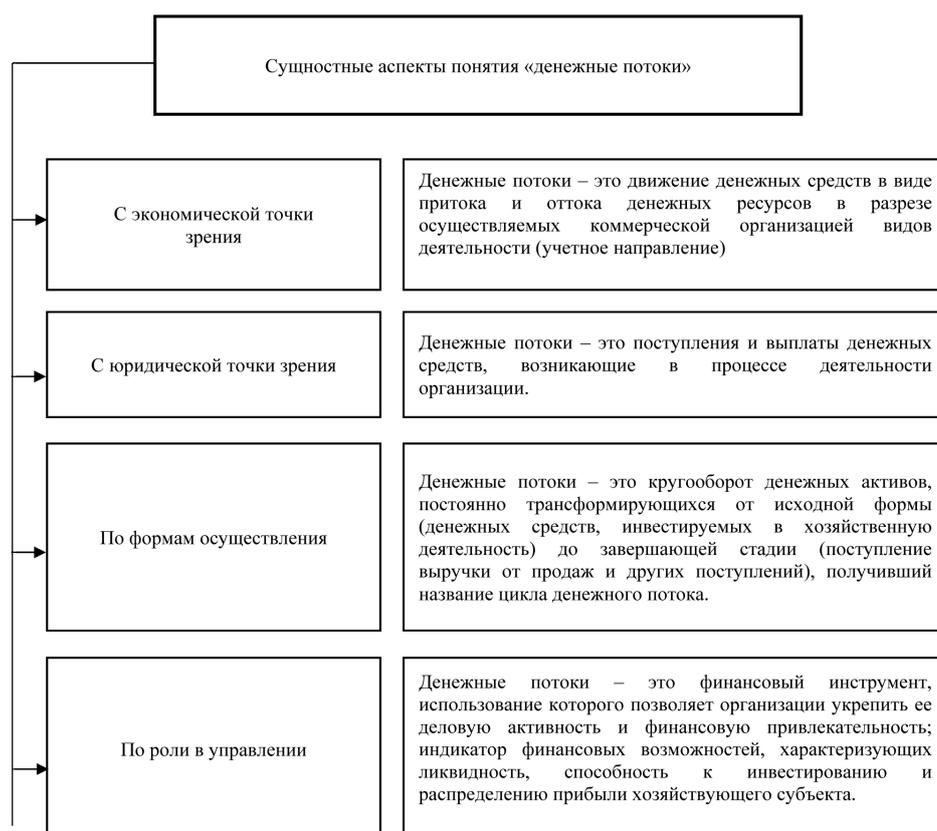 Сущностные аспекты понятия «денежные потоки»
С экономической точки
зрения
Денежные потоки – это движение денежных средств в виде
притока и оттока денежных ресурсов в разрезе
осуществляемых коммерческой организацией видов
деятельности (учетное направление)
С юридической точки зрения
Денежные потоки – это поступления и выплаты денежных
средств, возникающие в процессе деятельности
организации.
По формам осуществления
Денежные потоки – это кругооборот денежных активов,
постоянно трансформирующихся от исходной формы
(денежных средств, инвестируемых в хозяйственную
деятельность) до завершающей стадии (поступление
выручки от продаж и других поступлений), получивший
название цикла денежного потока.
По роли в управлении
Денежные потоки – это финансовый инструмент,
использование которого позволяет организации укрепить ее
деловую активность и финансовую привлекательность;
индикатор финансовых возможностей, характеризующих
ликвидность, способность к инвестированию и
распределению прибыли хозяйствующего субъекта.